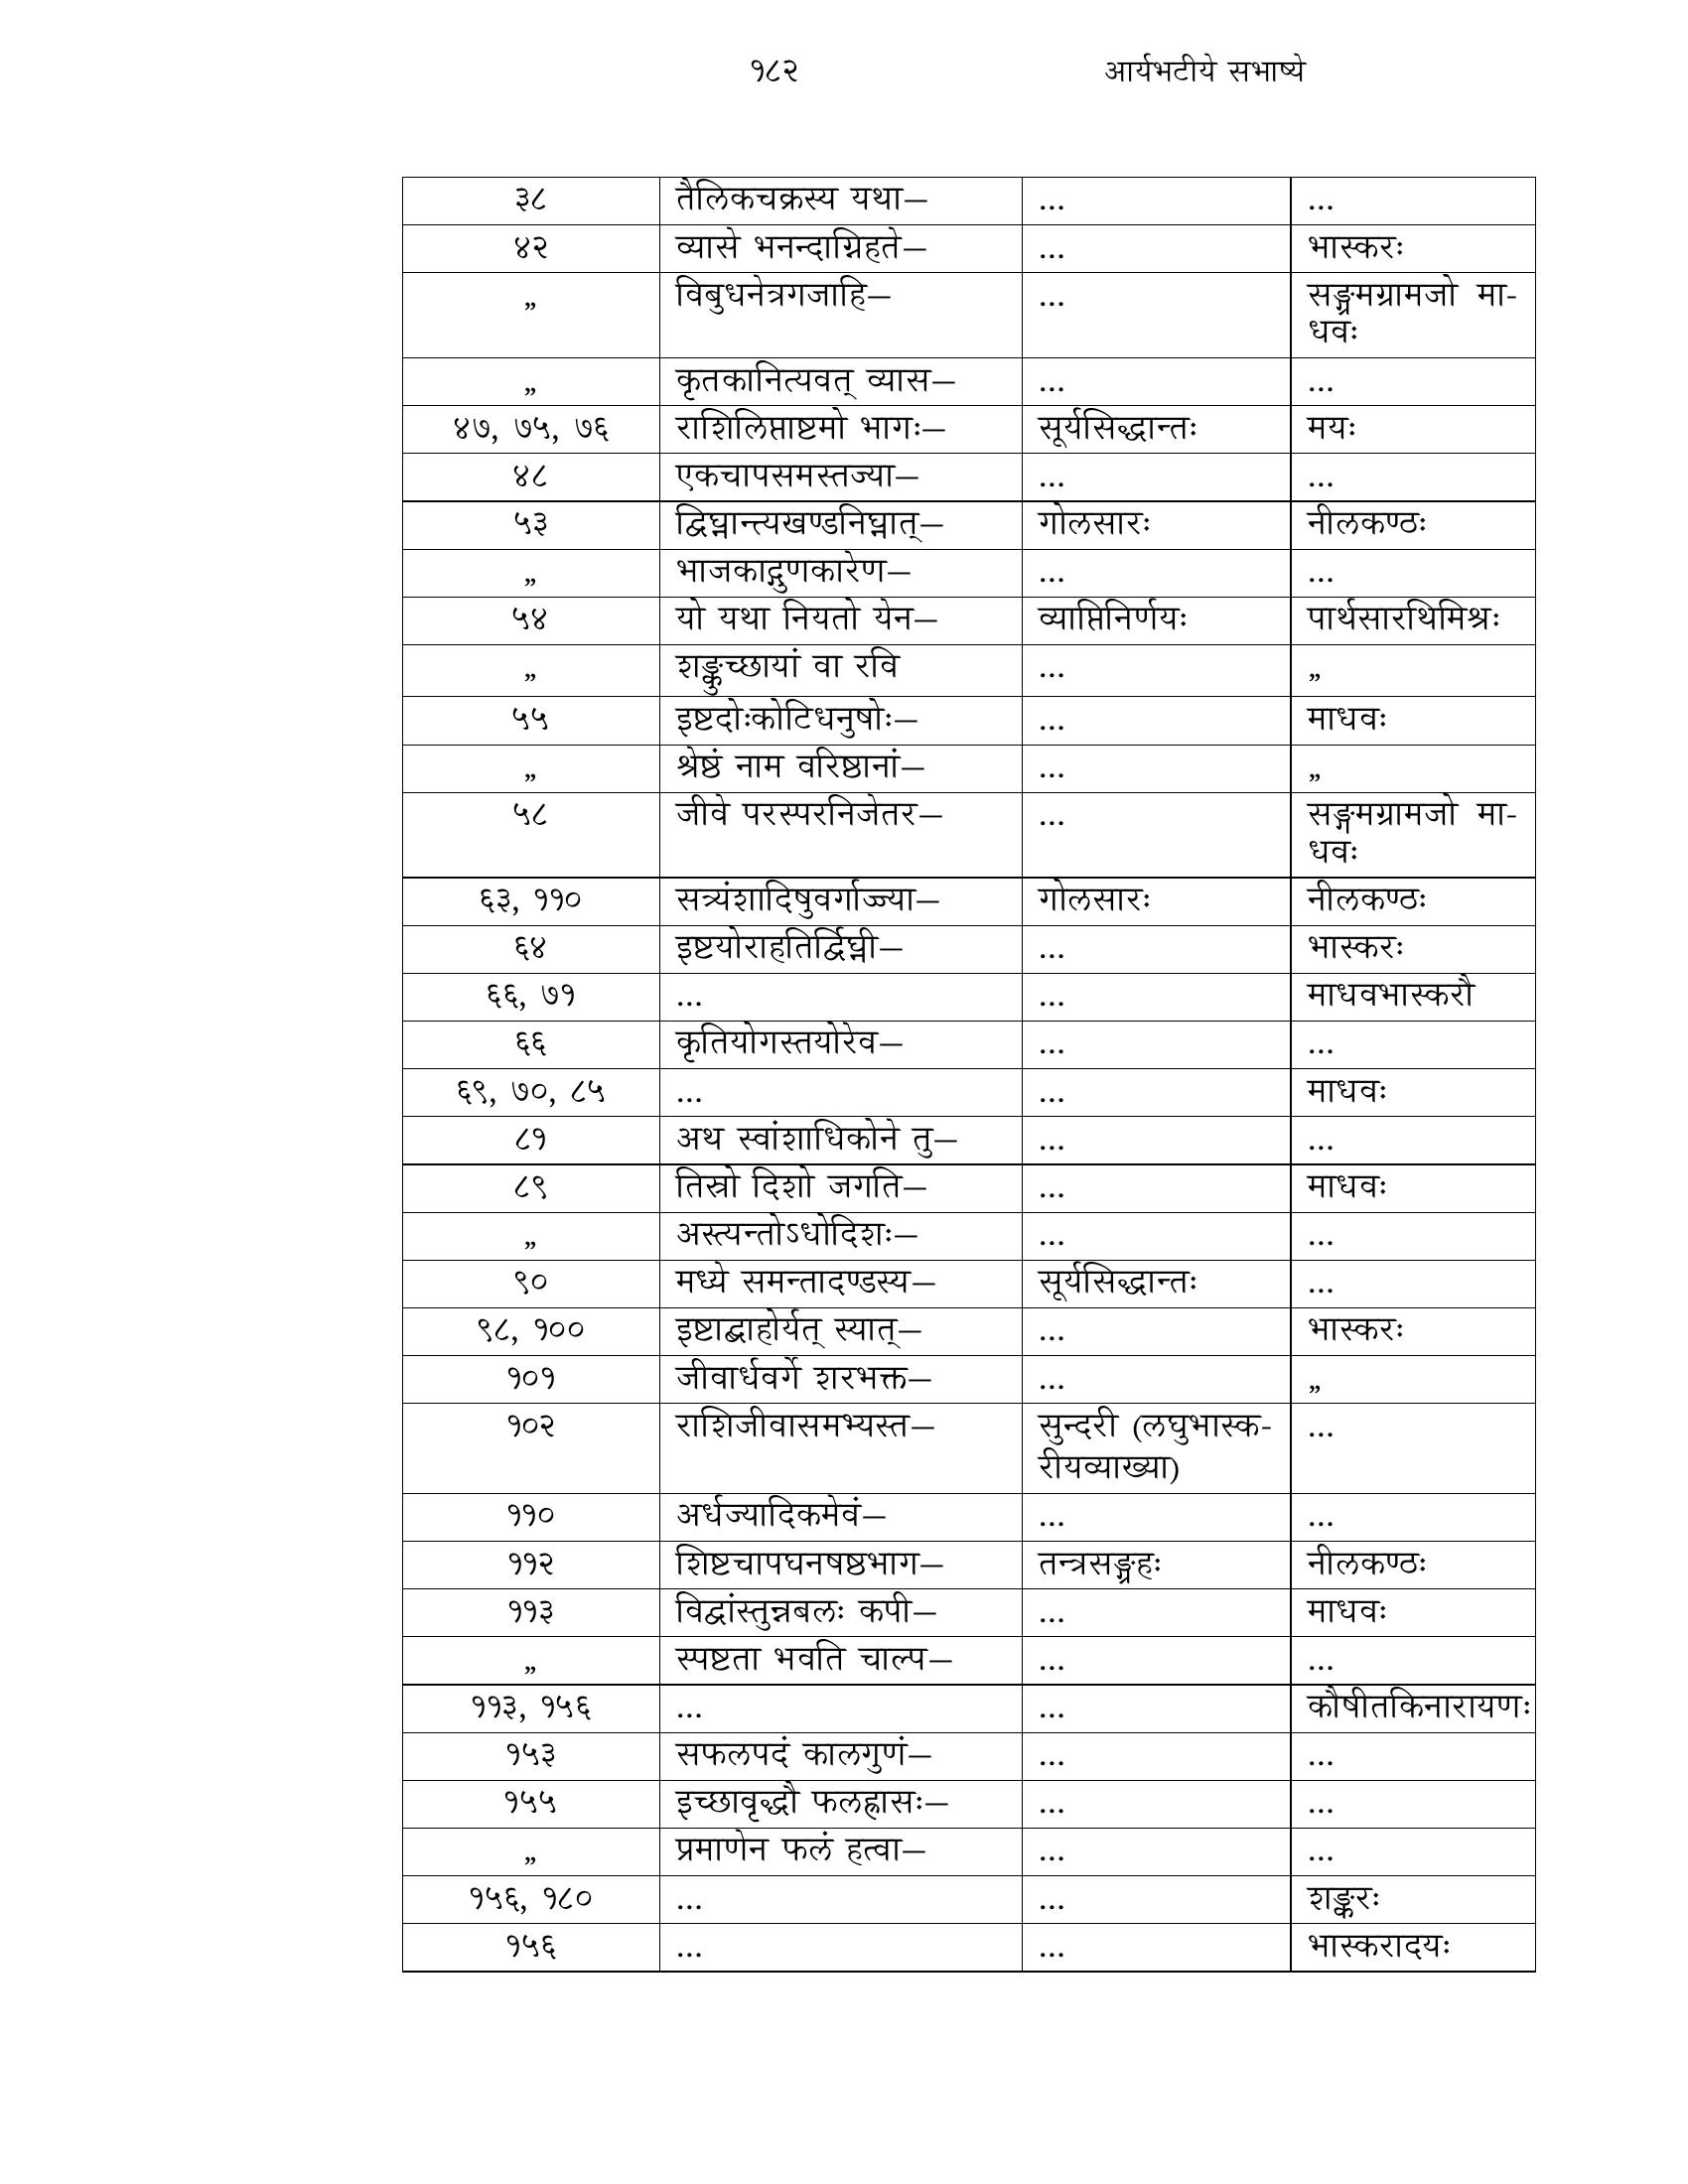 १८२ आर्यभटीये सभाष्ये
३८ तैलिकचक्रस्य यथा— ... ...
४२ व्यासे भनन्दाग्निहते— ... भास्करः
„ विबुधनेत्रगजाहि— ... सङ्ग्रमग्रामजो मा-
धवः
„ कृतकानित्यवत् व्यास— ... ...
४७, ७५, ७६ राशिलिप्ताष्टमो भागः— सूर्यसिद्धान्तः मयः
४८ एकचापसमस्तज्या— ... ...
५३ द्विघ्नान्त्यखण्डनिघ्नात्— गोलसारः नीलकण्ठः
„ भाजकाद्गुणकारेण— ... ...
५४ यो यथा नियतो येन— व्याप्तिनिर्णयः पार्थसारथिमिश्रः
„ शङ्कुच्छायां वा रवि ... „
५५ इष्टदोःकोटिधनुषोः— ... माधवः
„ श्रेष्ठं नाम वरिष्ठानां— ... „
५८ जीवे परस्परनिजेतर— ... सङ्गमग्रामजो मा-
धवः
६३, ११० सत्र्यंशादिषुवर्गाज्ज्या— गोलसारः नीलकण्ठः
६४ इष्टयोराहतिर्द्विघ्नी— ... भास्करः
६६, ७१ ... ... माधवभास्करौ
६६ कृतियोगस्तयोरेव— ... ...
६९, ७०, ८५ ... ... माधवः
८१ अथ स्वांशाधिकोने तु— ... ...
८९ तिस्रो दिशो जगति— ... माधवः
„ अस्त्यन्तोऽधोदिशः— ... ...
९० मध्ये समन्तादण्डस्य— सूर्यसिद्धान्तः ...
९८, १०० इष्टाद्बाहोर्यत् स्यात्— ... भास्करः
१०१ जीवार्धवर्गे शरभक्त— ... „
१०२ राशिजीवासमभ्यस्त— सुन्दरी (लघुभास्क- ...
रीयव्याख्या)
११० अर्धज्यादिकमेवं— ... ...
११२ शिष्टचापघनषष्ठभाग— तन्त्रसङ्ग्रहः नीलकण्ठः
११३ विद्वांस्तुन्नबलः कपी— ... माधवः
„ स्पष्टता भवति चाल्प— ... ...
११३, १५६ ... ... कौषीतकिनारायणः
१५३ सफलपदं कालगुणं— ... ...
१५५ इच्छावृद्धौ फलह्रासः— ... ...
„ प्रमाणेन फलं हत्वा— ... ...
१५६, १८० ... ... शङ्करः
१५६ ... ... भास्करादयः